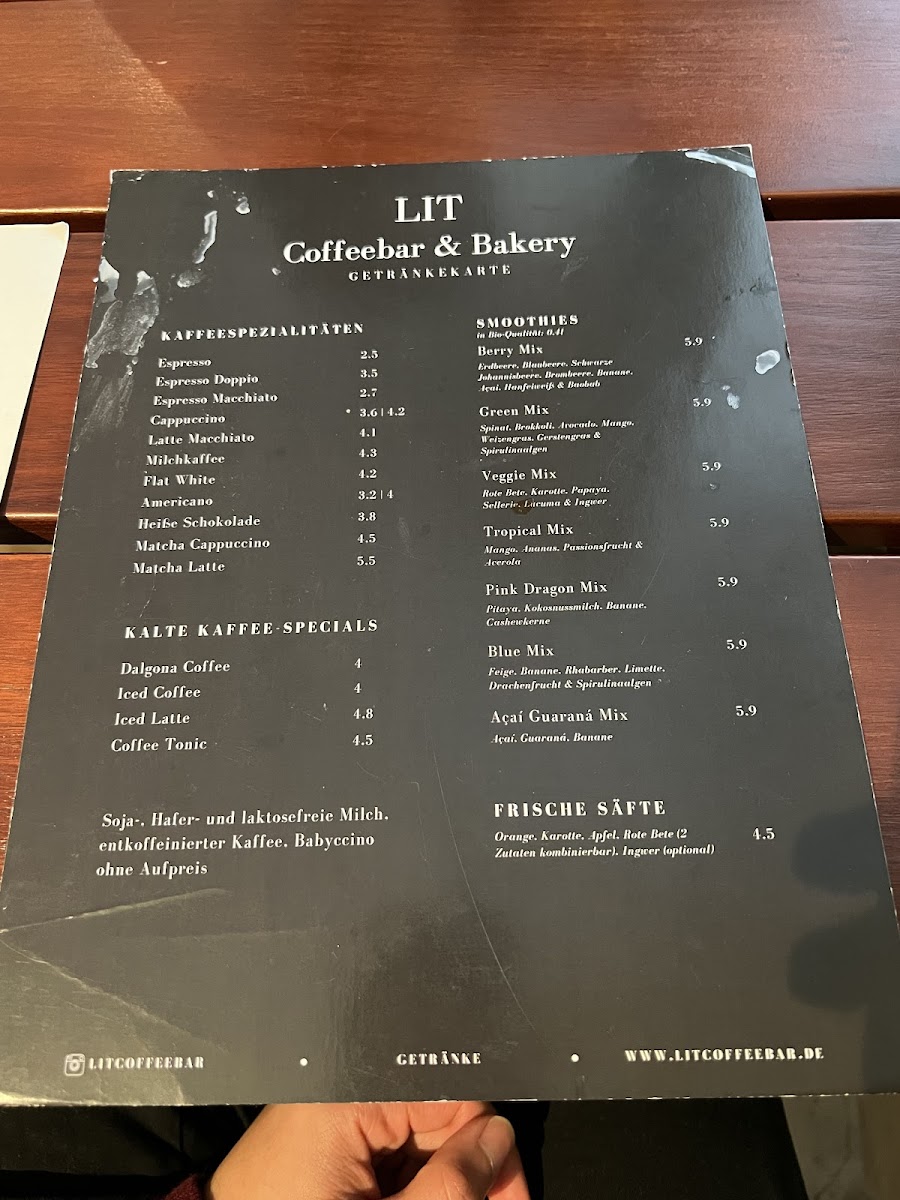 LIT
Coffeebar & Bakery
GETRÄNKEKARTE
KAFFEESPEZIALITÄTEN
Espresso 2.5
Espresso Doppio 3.5
Espresso Macchiato 2.7
Cappuccino 3.6 | 4.2
Latte Macchiato 4.1
Milchkaffee 4.3
Flat White 4.2
Americano 3.2 | 4
Heiße Schokolade 3.8
Matcha Cappuccino 4.5
Matcha Latte 5.5
KALTE KAFFEE-SPECIALS
Dalgona Coffee 4
Iced Coffee 4
Iced Latte 4.8
Coffee Tonic 4.5
Soja-, Hafer- und laktosefreie Milch,
entkoffeinierter Kaffee, Babyccino
ohne Aufpreis
SMOOTHIES
in Bio-Qualität: 0.4l
Berry Mix 5.9
Erdbeere, Blaubeere, Schwarze
Johannisbeere, Brombeere, Banane,
Açaí, Hanfeiweiß & Baobab
Green Mix 5.9
Spinat, Brokkoli, Avocado, Mango,
Weizengras, Gerstengras &
Spirulinaalgen
Veggie Mix 5.9
Rote Bete, Karotte, Papaya,
Sellerie, Lacuma & Ingwer
Tropical Mix 5.9
Mango, Ananas, Passionsfrucht &
Acerola
Pink Dragon Mix 5.9
Pitaya, Kokosnussmilch, Banane,
Cashewkerne
Blue Mix 5.9
Feige, Banane, Rhabarber, Limette,
Drachenfrucht & Spirulinaalgen
Açaí Guaraná Mix 5.9
Açaí, Guaraná, Banane
FRISCHE SÄFTE
Orange, Karotte, Apfel, Rote Bete (2 4.5
Zutaten kombinierbar), Ingwer (optional)
LITCOFFEEBAR • GETRÄNKE • WWW.LITCOFFEEBAR.DE